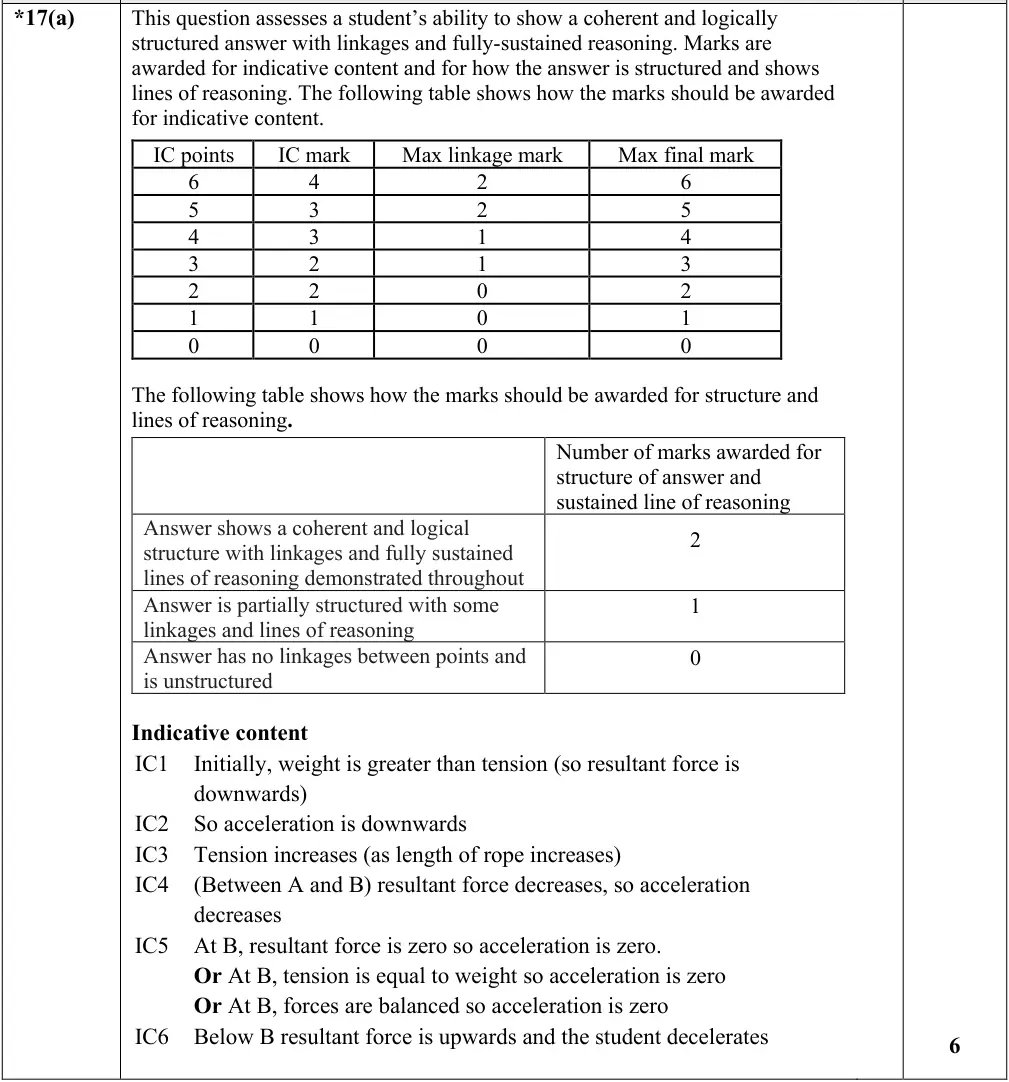 *17(a)
This question assesses a student's ability to show a coherent and logically
structured answer with linkages and fully-sustained reasoning. Marks are
awarded for indicative content and for how the answer is structured and shows
lines of reasoning. The following table shows how the marks should be awarded
for indicative content.
IC points IC mark Max linkage mark Max final mark
6 4 2 6
5 3 2 5
4 3 1 4
3 2 1 3
2 2 0 2
1 1 0 1
0 0 0 0
The following table shows how the marks should be awarded for structure and
lines of reasoning.
Number of marks awarded for
structure of answer and
sustained line of reasoning
Answer shows a coherent and logical
structure with linkages and fully sustained
lines of reasoning demonstrated throughout
2
Answer is partially structured with some
linkages and lines of reasoning
1
Answer has no linkages between points and
is unstructured
0
Indicative content
IC1 Initially, weight is greater than tension (so resultant force is
downwards)
IC2 So acceleration is downwards
IC3 Tension increases (as length of rope increases)
IC4 (Between A and B) resultant force decreases, so acceleration
decreases
IC5 At B, resultant force is zero so acceleration is zero.
Or At B, tension is equal to weight so acceleration is zero
Or At B, forces are balanced so acceleration is zero
IC6 Below B resultant force is upwards and the student decelerates
6